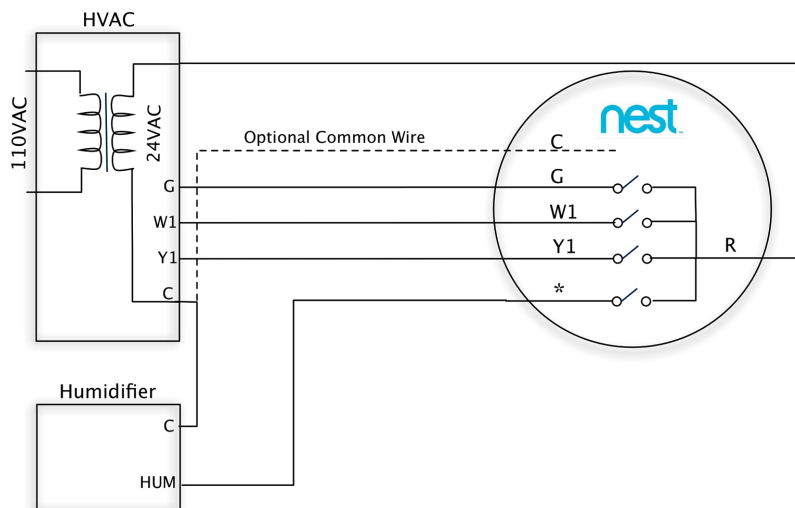 HVAC
110VAC
24VAC
nest
Optional Common Wire
C
G
G
W1
W1
Y1
Y1
R
C
*
Humidifier
C
HUM